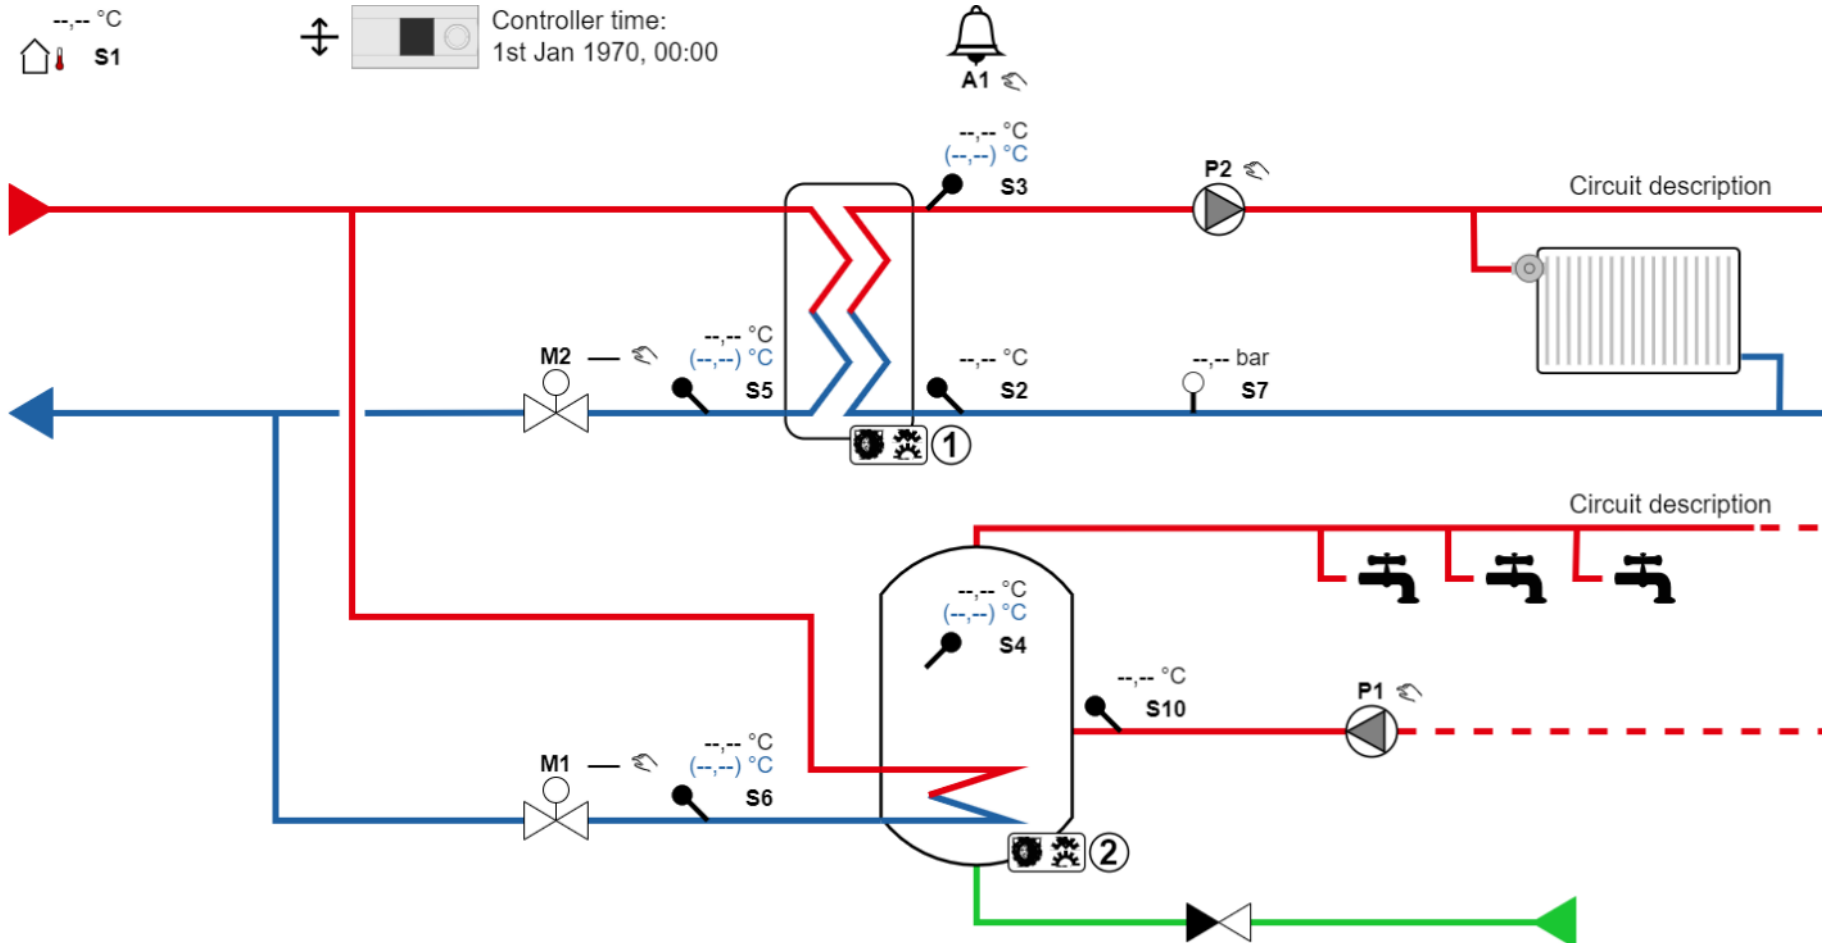 --,-- °C
S1
Controller time:
1st Jan 1970, 00:00
A1
--,-- °C
(--,--) °C
S3
P2
Circuit description
M2
--,-- °C
(--,--) °C
S5
--,-- °C
S2
--,-- bar
S7
1
Circuit description
--,-- °C
(--,--) °C
S4
--,-- °C
S10
P1
M1
--,-- °C
(--,--) °C
S6
2